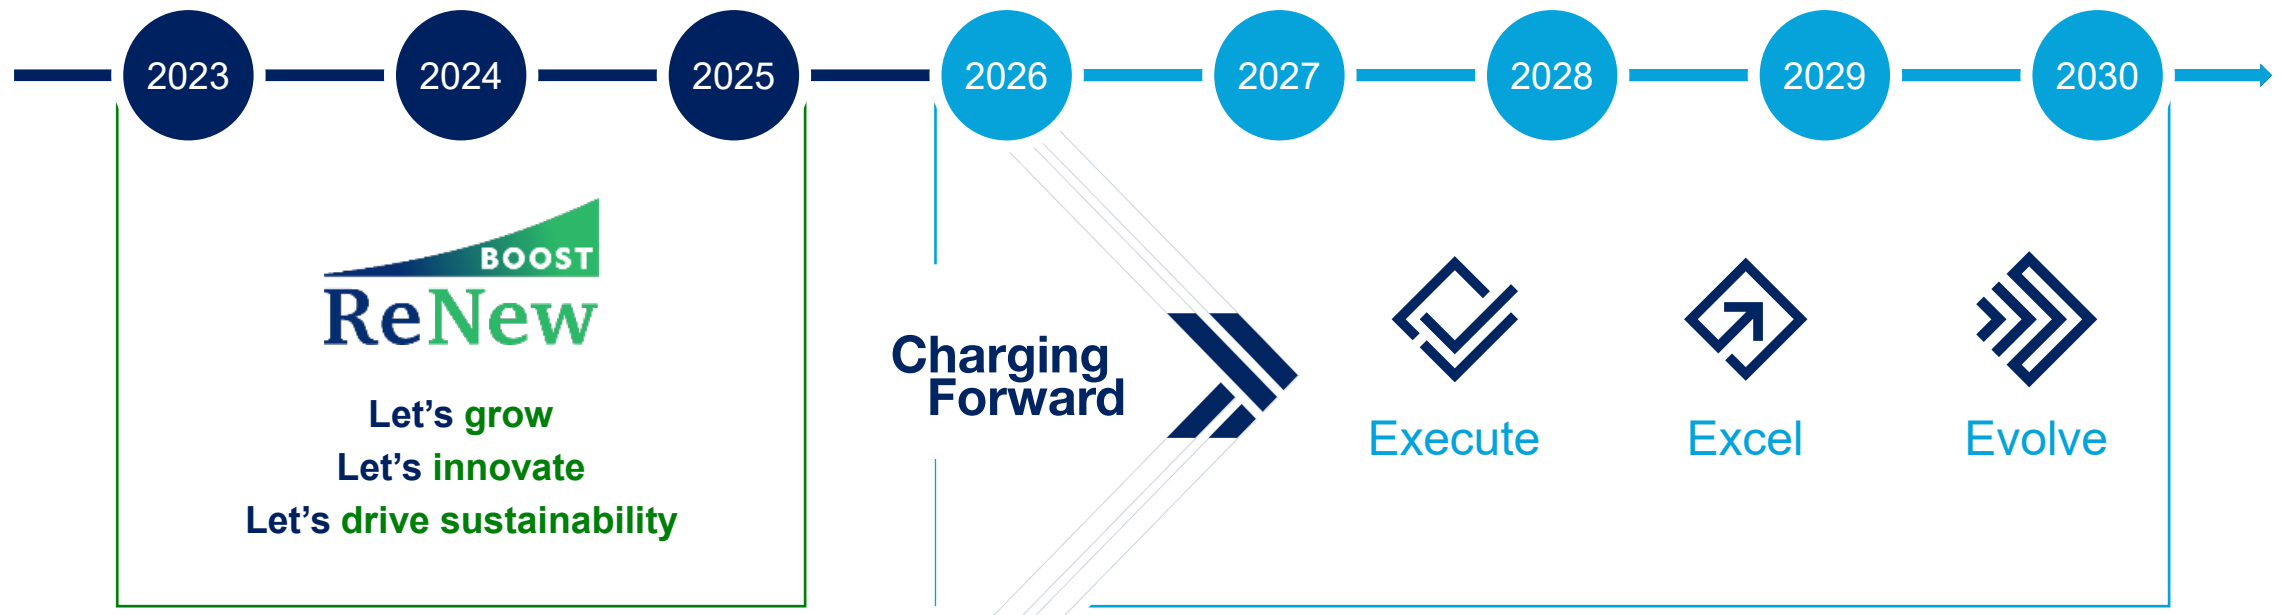 2023
2024
2025
2026
2027
2028
2029
2030
BOOST
ReNew
Let's grow
Let's innovate
Let's drive sustainability
Charging
Forward
Execute
Excel
Evolve